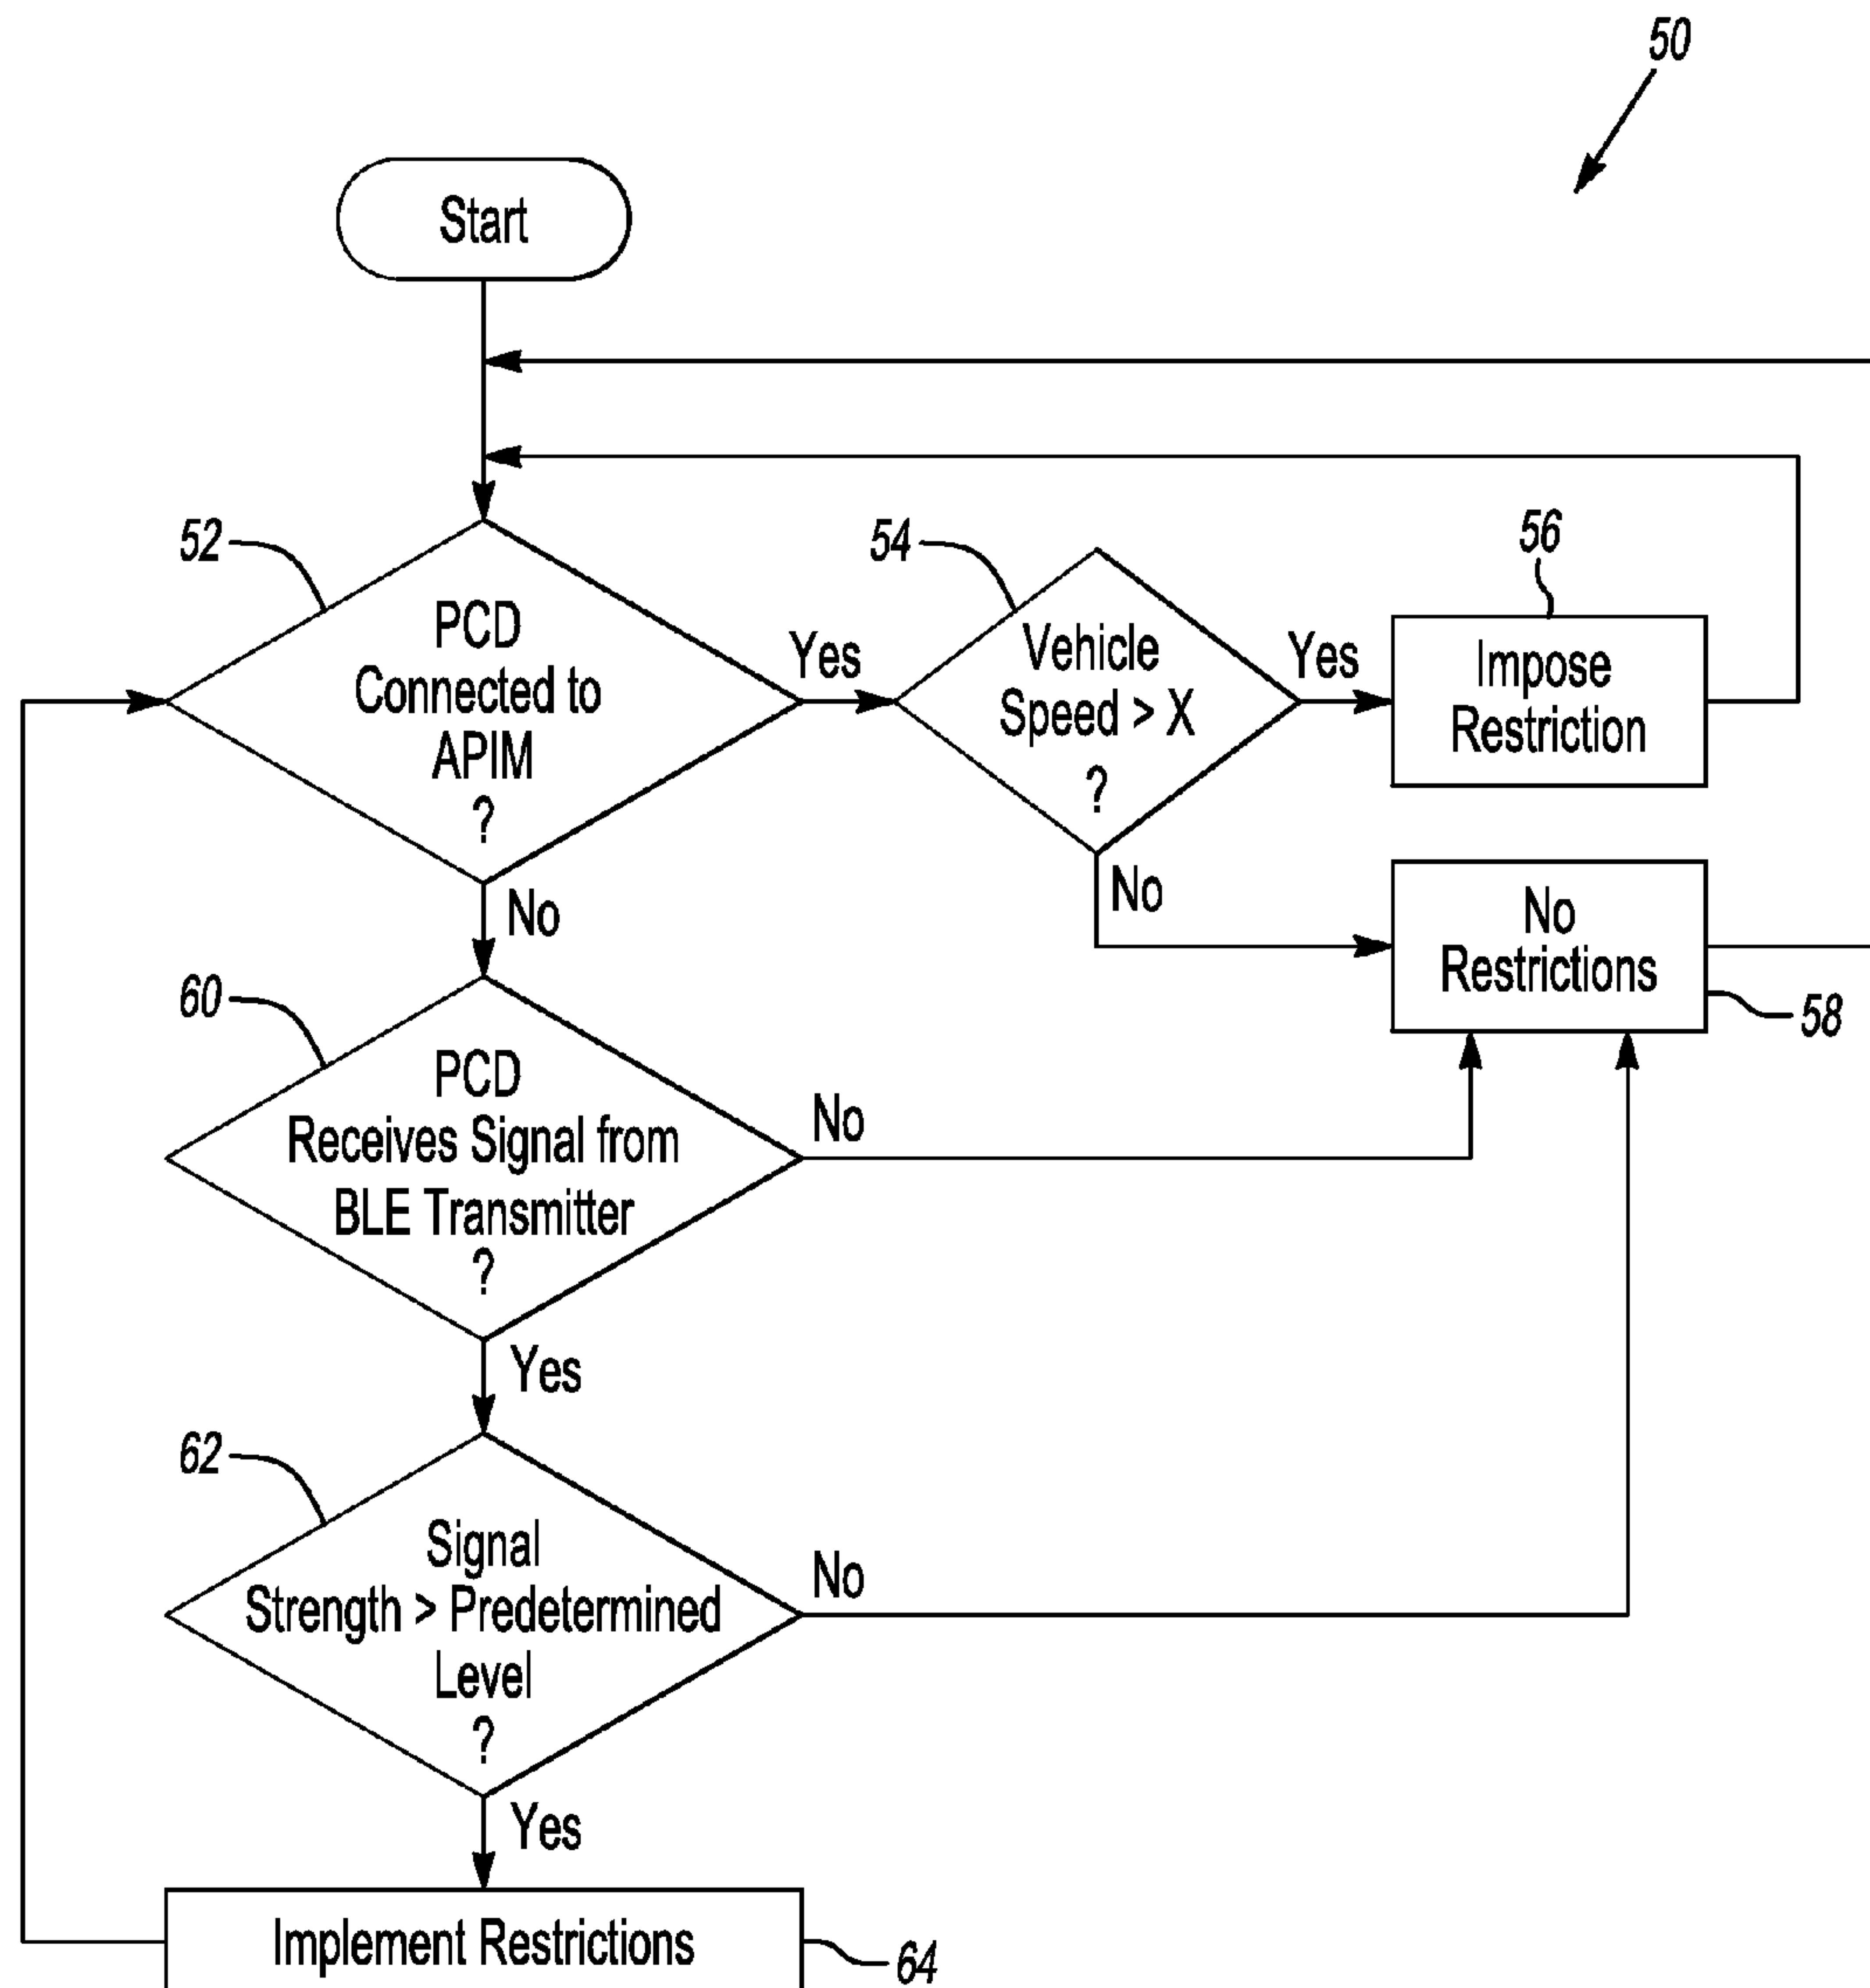 50
Start
52
PCD
Connected to
APIM
?
Yes
54
Vehicle
Speed > X
?
Yes
56
Impose
Restriction
No
No
No
Restrictions
58
60
PCD
Receives Signal from
BLE Transmitter
?
No
Yes
62
Signal
Strength > Predetermined
Level
?
No
Yes
Implement Restrictions
64